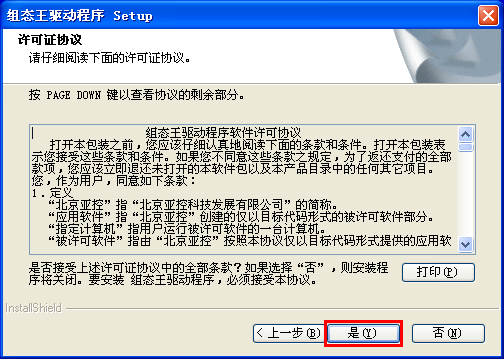 组态王驱动程序 Setup
许可证协议
请仔细阅读下面的许可证协议。
按 PAGE DOWN 键以查看协议的剩余部分。
组态王驱动程序软件许可协议
打开本包装之前，您应该仔细认真地阅读下面的条款和条件。打开本包装表
示您接受这些条款和条件。如果您不同意这些条款之规定，为了返还支付的全部
款项，您应该立即退还未打开的本软件包以及本产品目录中的任何其它项目。
您，作为用户，同意如下条款：
1．定义
“北京亚控”指“北京亚控科技发展有限公司”的简称。
“应用软件”指“北京亚控”创建的仅以目标代码形式的被许可软件部分。
“指定计算机”指用户运行被许可软件的一台计算机。
“被许可软件”指由“北京亚控”按照本协议仅以目标代码形式提供的应用软
是否接受上述许可证协议中的全部条款？如果选择“否”，则安装程
序将关闭。要安装 组态王驱动程序，必须接受本协议。
打印(P)
InstallShield
< 上一步(B)
是(Y)
否(N)